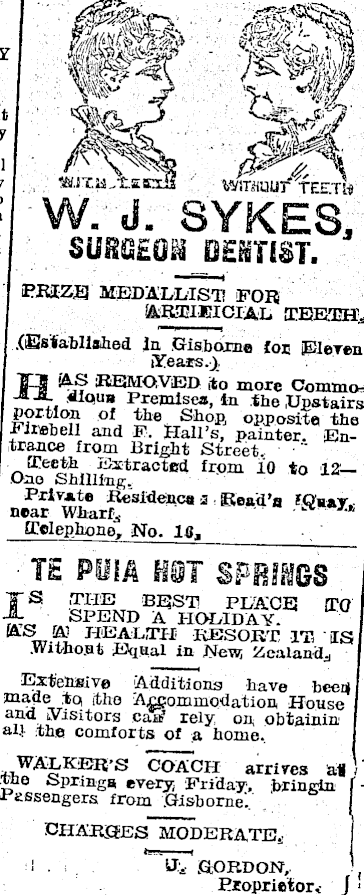 WITH TEETH
WITHOUT TEETH
W. J. SYKES,
SURGEON DENTIST.
PRIZE MEDALLIST FOR
ARTIFICIAL TEETH.
(Established in Gisborne for Eleven
Years.)
HAS REMOVED to more Commo-
dious Premises, in the Upstairs
portion of the Shop opposite the
Firebell and F. Hall's, painter. En-
trance from Bright Street.
Teeth Extracted from 10 to 12—
One Shilling.
Private Residence: Read's Quay,
near Wharf.
Telephone, No. 16.
TE PUIA HOT SPRINGS
IS THE BEST PLACE TO
SPEND A HOLIDAY.
AS A HEALTH RESORT IT IS
Without Equal in New Zealand.
Extensive Additions have been
made to the Accommodation House
and Visitors can rely on obtainin
all the comforts of a home.
WALKER'S COACH arrives at
the Springs every Friday, bringin
Passengers from Gisborne.
CHARGES MODERATE.
J. GORDON,
Proprietor.